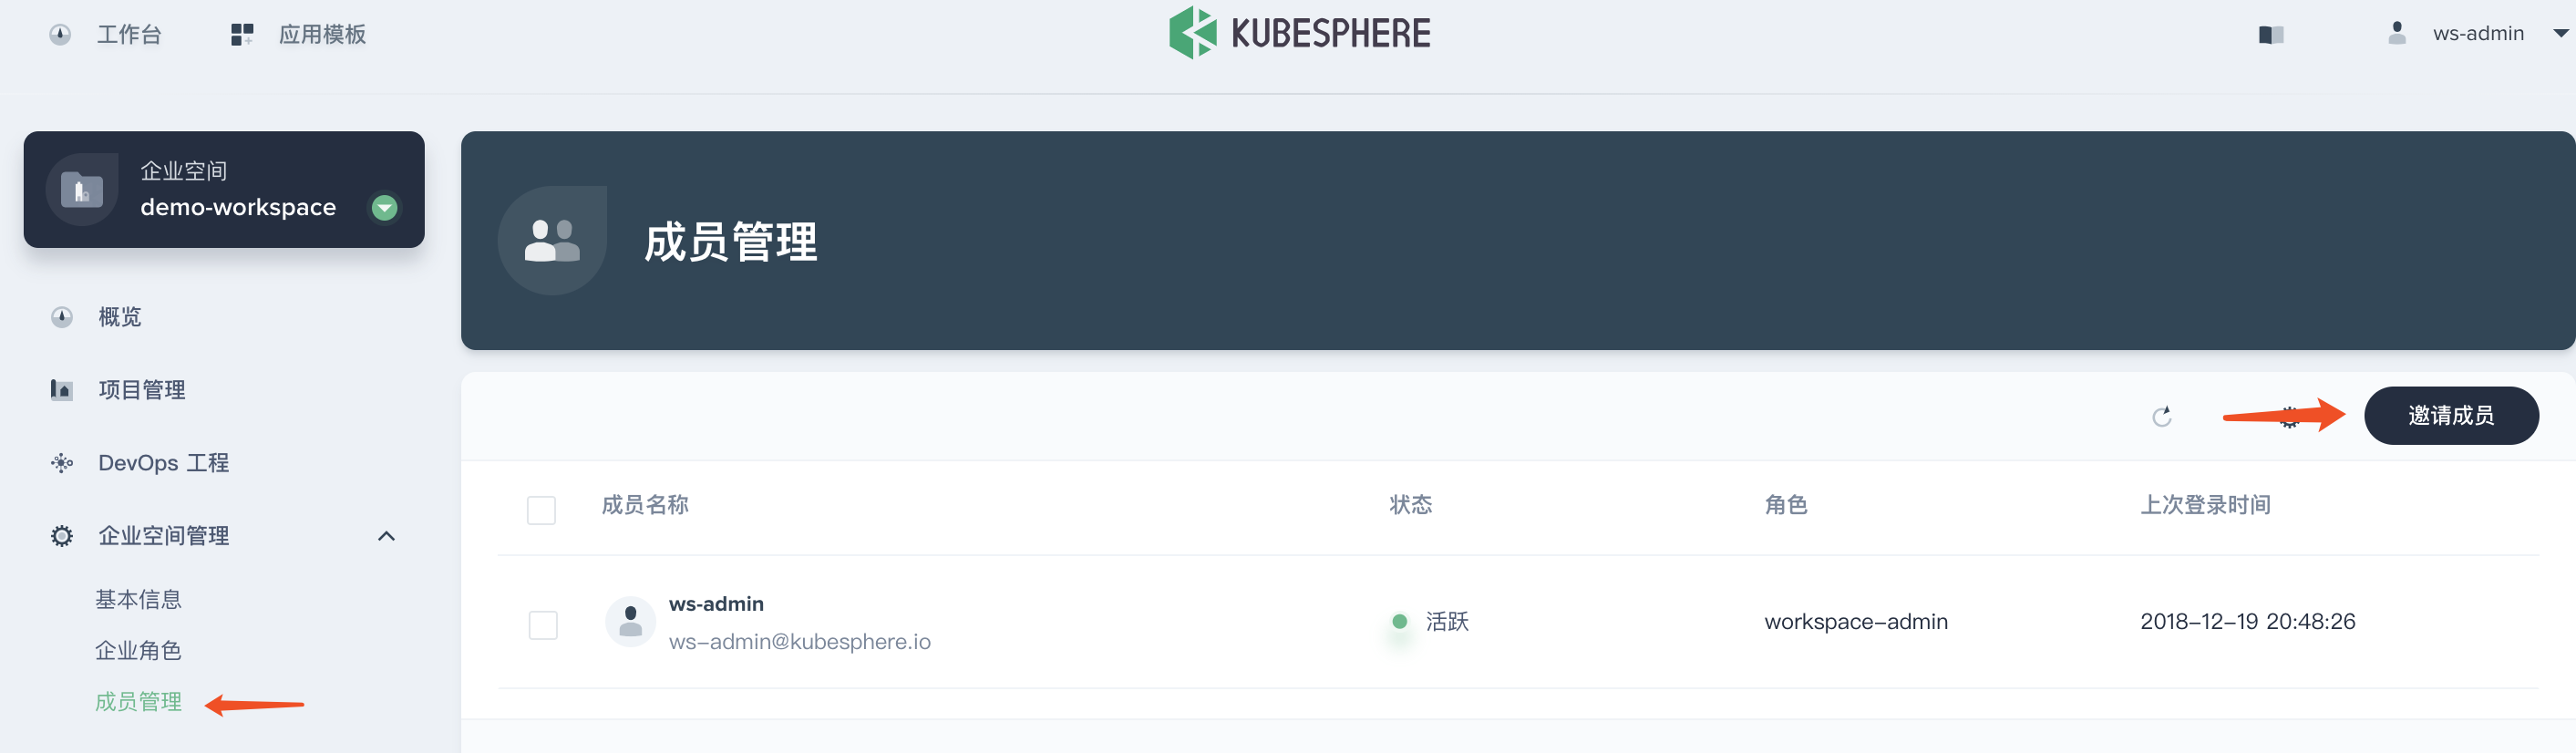 工作台
应用模板
KUBESPHERE
ws-admin
企业空间
demo-workspace
概览
项目管理
DevOps 工程
企业空间管理
基本信息
企业角色
成员管理
成员管理
邀请成员
成员名称 状态 角色 上次登录时间
ws-admin
ws-admin@kubesphere.io
活跃
workspace-admin
2018-12-19 20:48:26